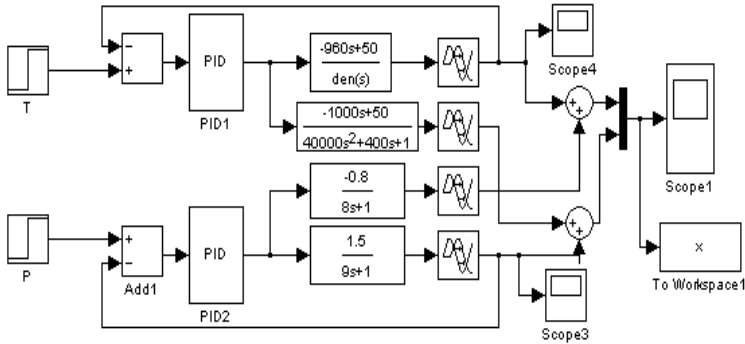 −
+
T
PID
PID1
-960s+50
den(s)
Scope4
-1000s+50
40000s²+400s+1
+
+
Scope1
-0.8
8s+1
P
+
−
Add1
PID
PID2
1.5
9s+1
+
+
Scope3
x
To Workspace1